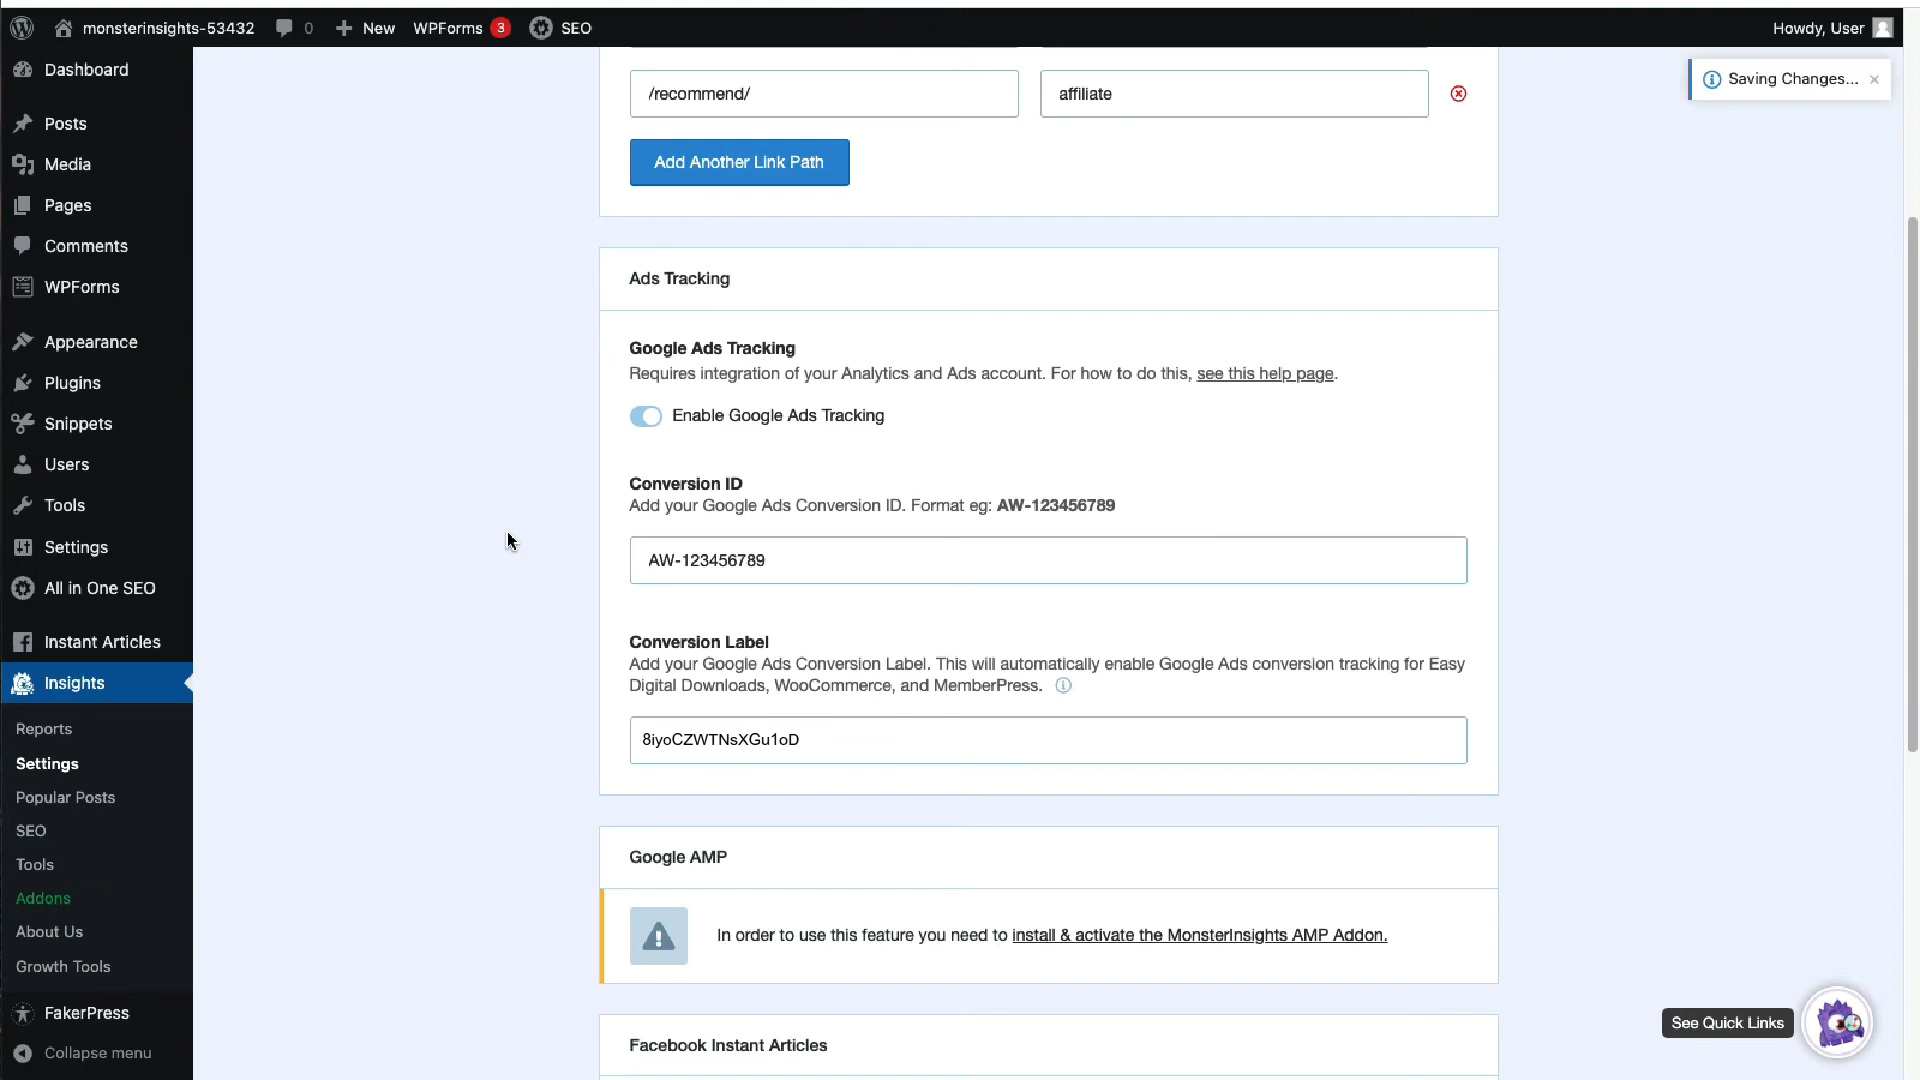 monsterinsights-53432
0
New
WPForms
3
SEO
Howdy, User
Dashboard
Posts
Media
Pages
Comments
WPForms
Appearance
Plugins
Snippets
Users
Tools
Settings
All in One SEO
Instant Articles
Insights
Reports
Settings
Popular Posts
SEO
Tools
Addons
About Us
Growth Tools
FakerPress
Collapse menu
Saving Changes...
/recommend/
affiliate
Add Another Link Path
Ads Tracking
Google Ads Tracking
Requires integration of your Analytics and Ads account. For how to do this, see this help page.
Enable Google Ads Tracking
Conversion ID
Add your Google Ads Conversion ID. Format eg: AW-123456789
AW-123456789
Conversion Label
Add your Google Ads Conversion Label. This will automatically enable Google Ads conversion tracking for Easy
Digital Downloads, WooCommerce, and MemberPress.
8iyoCZWTNsXGu1oD
Google AMP
In order to use this feature you need to install & activate the MonsterInsights AMP Addon.
Facebook Instant Articles
See Quick Links